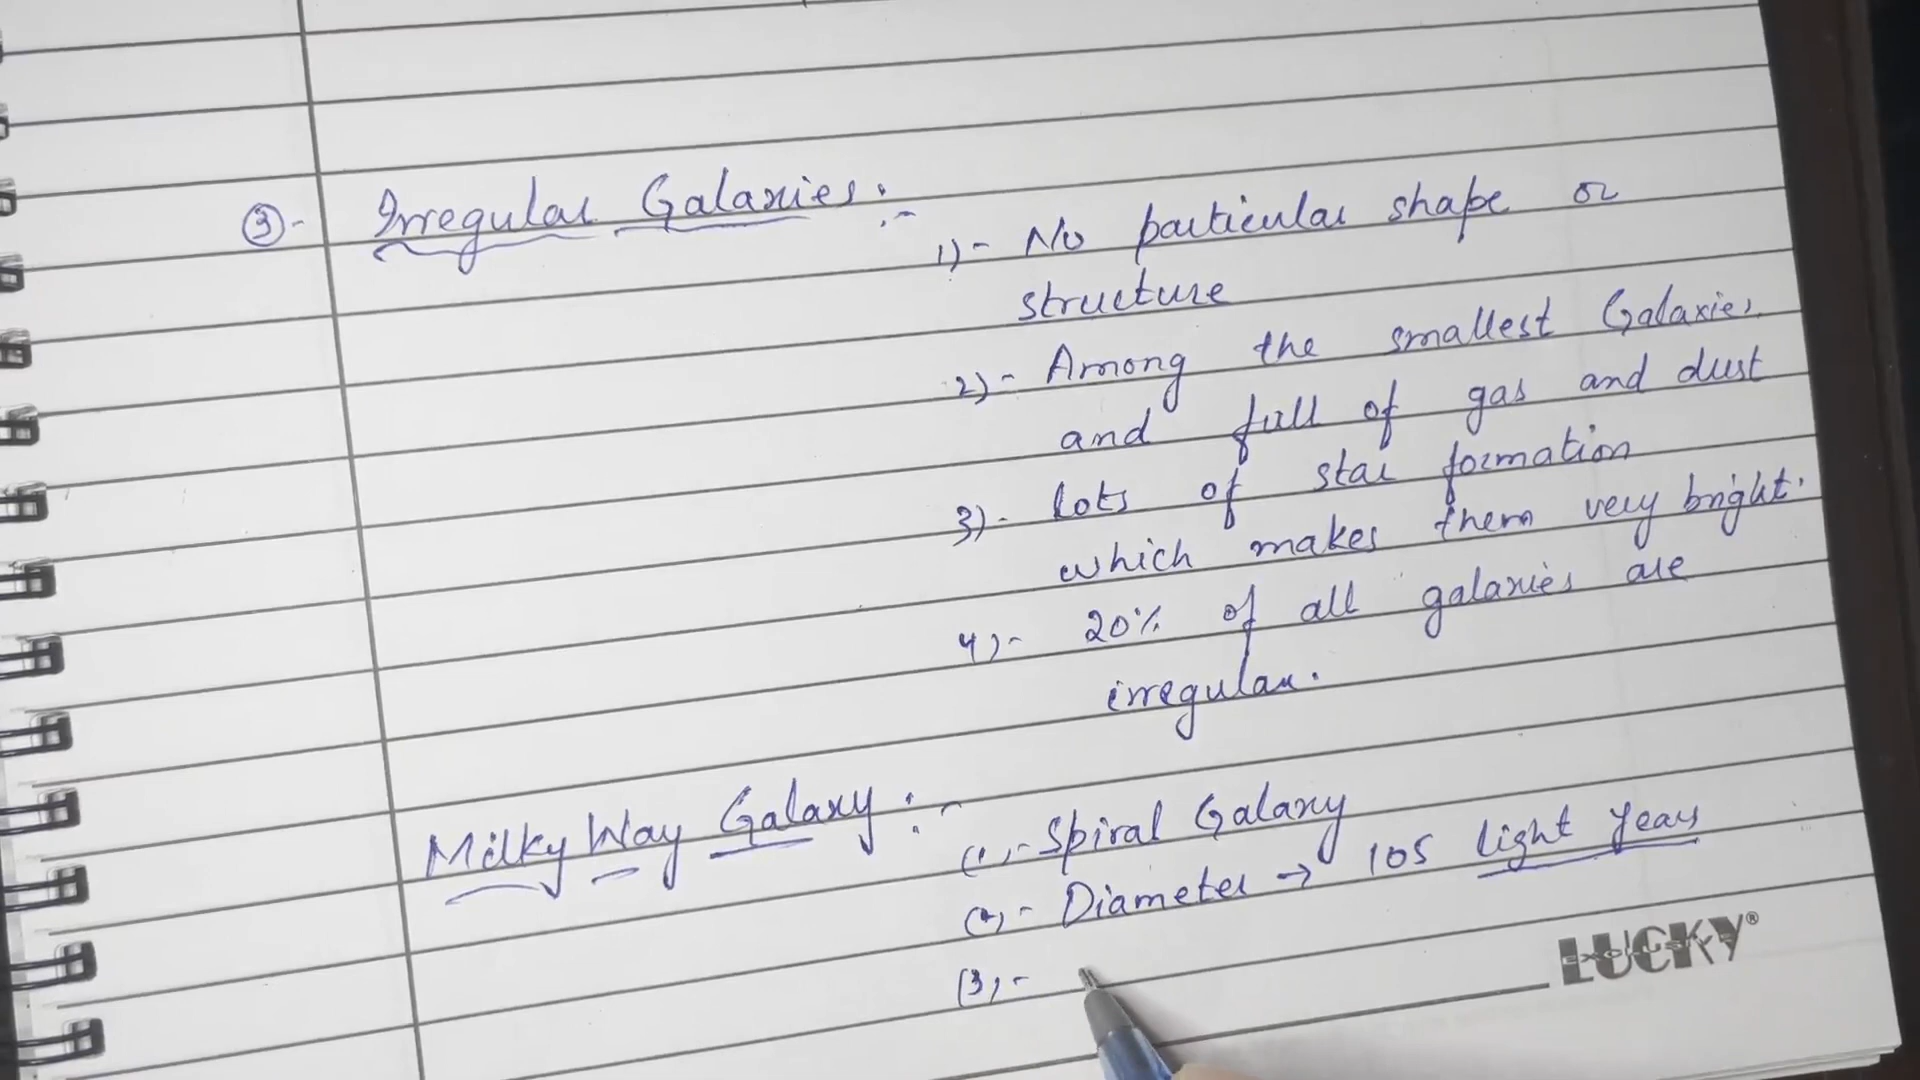 ③- Irregular Galaxies :-
1)- No particular shape or
structure
2)- Among the smallest Galaxies
and full of gas and dust
3)- Lots of star formation
which makes them very bright.
4)- 20% of all galaxies are
irregular.
Milky Way Galaxy :-
(1)- Spiral Galaxy
(2)- Diameter → 105 light years
(3)-
LUCKY®